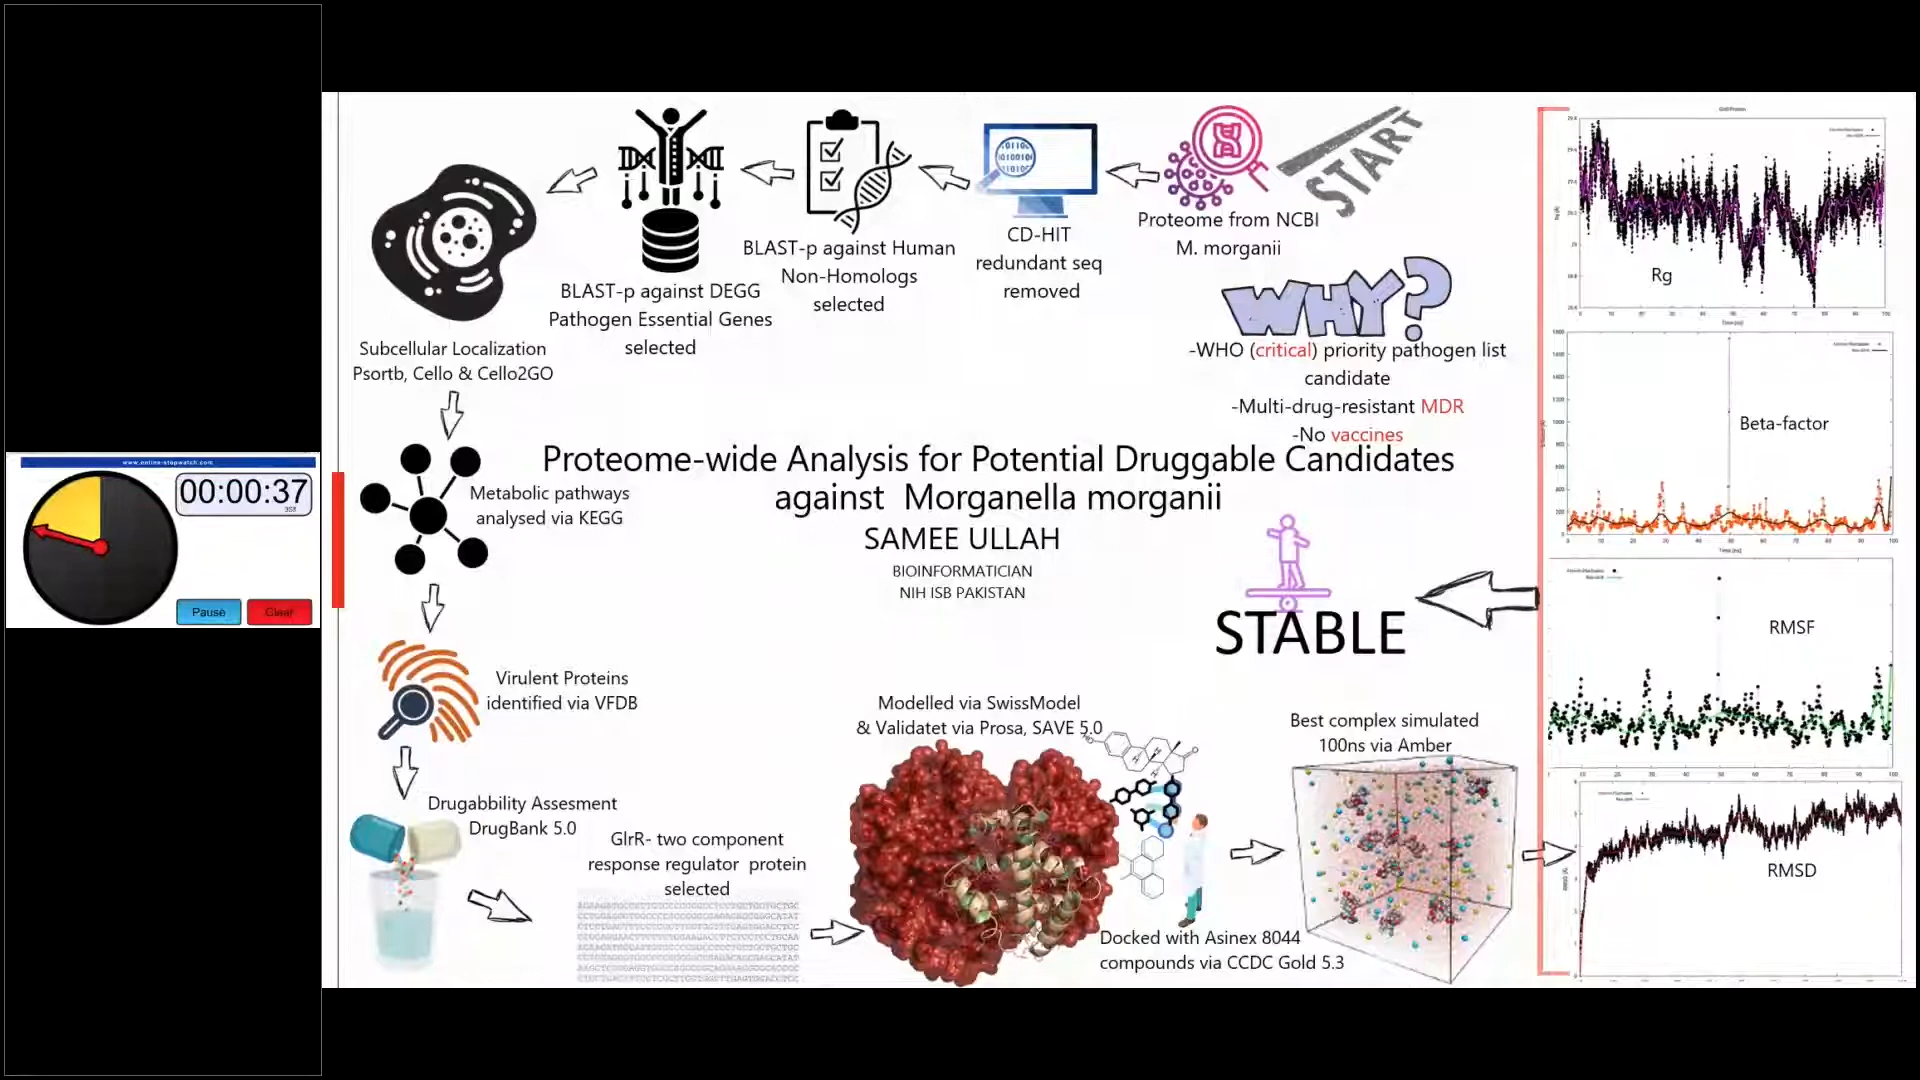 www.online-stopwatch.com
00:00:37
Pause
Clear
START
Proteome from NCBI
M. morganii
CD-HIT
redundant seq
removed
BLAST-p against Human
Non-Homologs
selected
BLAST-p against DEGG
Pathogen Essential Genes
selected
Subcellular Localization
Psortb, Cello & Cello2GO
WHY?
-WHO (critical) priority pathogen list
candidate
-Multi-drug-resistant MDR
-No vaccines
Proteome-wide Analysis for Potential Druggable Candidates
against Morganella morganii
SAMEE ULLAH
BIOINFORMATICIAN
NIH ISB PAKISTAN
Metabolic pathways
analysed via KEGG
Virulent Proteins
identified via VFDB
Drugabbility Assesment
DrugBank 5.0
GlrR- two component
response regulator protein
selected
Modelled via SwissModel
& Validatet via Prosa, SAVE 5.0
Docked with Asinex 8044
compounds via CCDC Gold 5.3
Best complex simulated
100ns via Amber
STABLE
Rg
Beta-factor
RMSF
RMSD